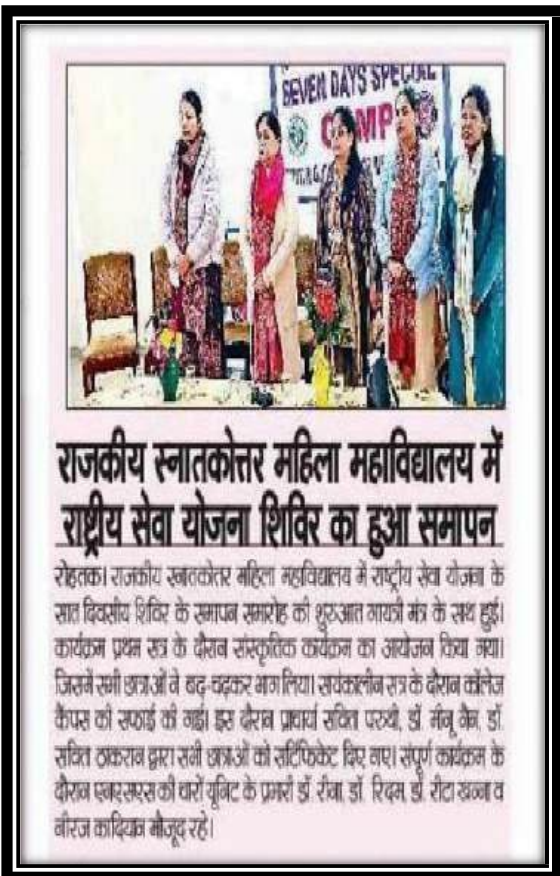 SEVEN DAYS SPECIAL
CAMP
राजकीय स्नातकोत्तर महिला महाविद्यालय में
राष्ट्रीय सेवा योजना शिविर का हुआ समापन
रोहतक। राजकीय स्नातकोतर महिला महाविद्यालय में राष्ट्रीय सेवा योजना के
सात दिवसीय शिविर के समापन समारोह की शुरुआत गायत्री मंत्र के साथ हुई।
कार्यक्रम प्रथम सत्र के दौरान सांस्कृतिक कार्यक्रम का आयोजन किया गया।
जिसमें सभी छात्राओं ने बढ़-चढ़कर भाग लिया। सायंकालीन सत्र के दौरान कॉलेज
कैंपस की सफाई की गई। इस दौरान प्राचार्या सविता परुथी, डॉ. मीनू जैन, डॉ.
सविता ठाकरान द्वारा सभी छात्राओं को सर्टिफिकेट दिए गए। संपूर्ण कार्यक्रम के
दौरान एनएसएस की चारों यूनिट के प्रभारी डॉ. रीना, डॉ. रिदम, डॉ. रीटा खन्ना व
नीरज कादियान मौजूद रहे।